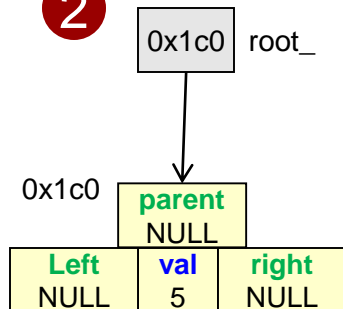 2
0x1c0 root_
0x1c0
parent
NULL
Left val right
NULL 5 NULL